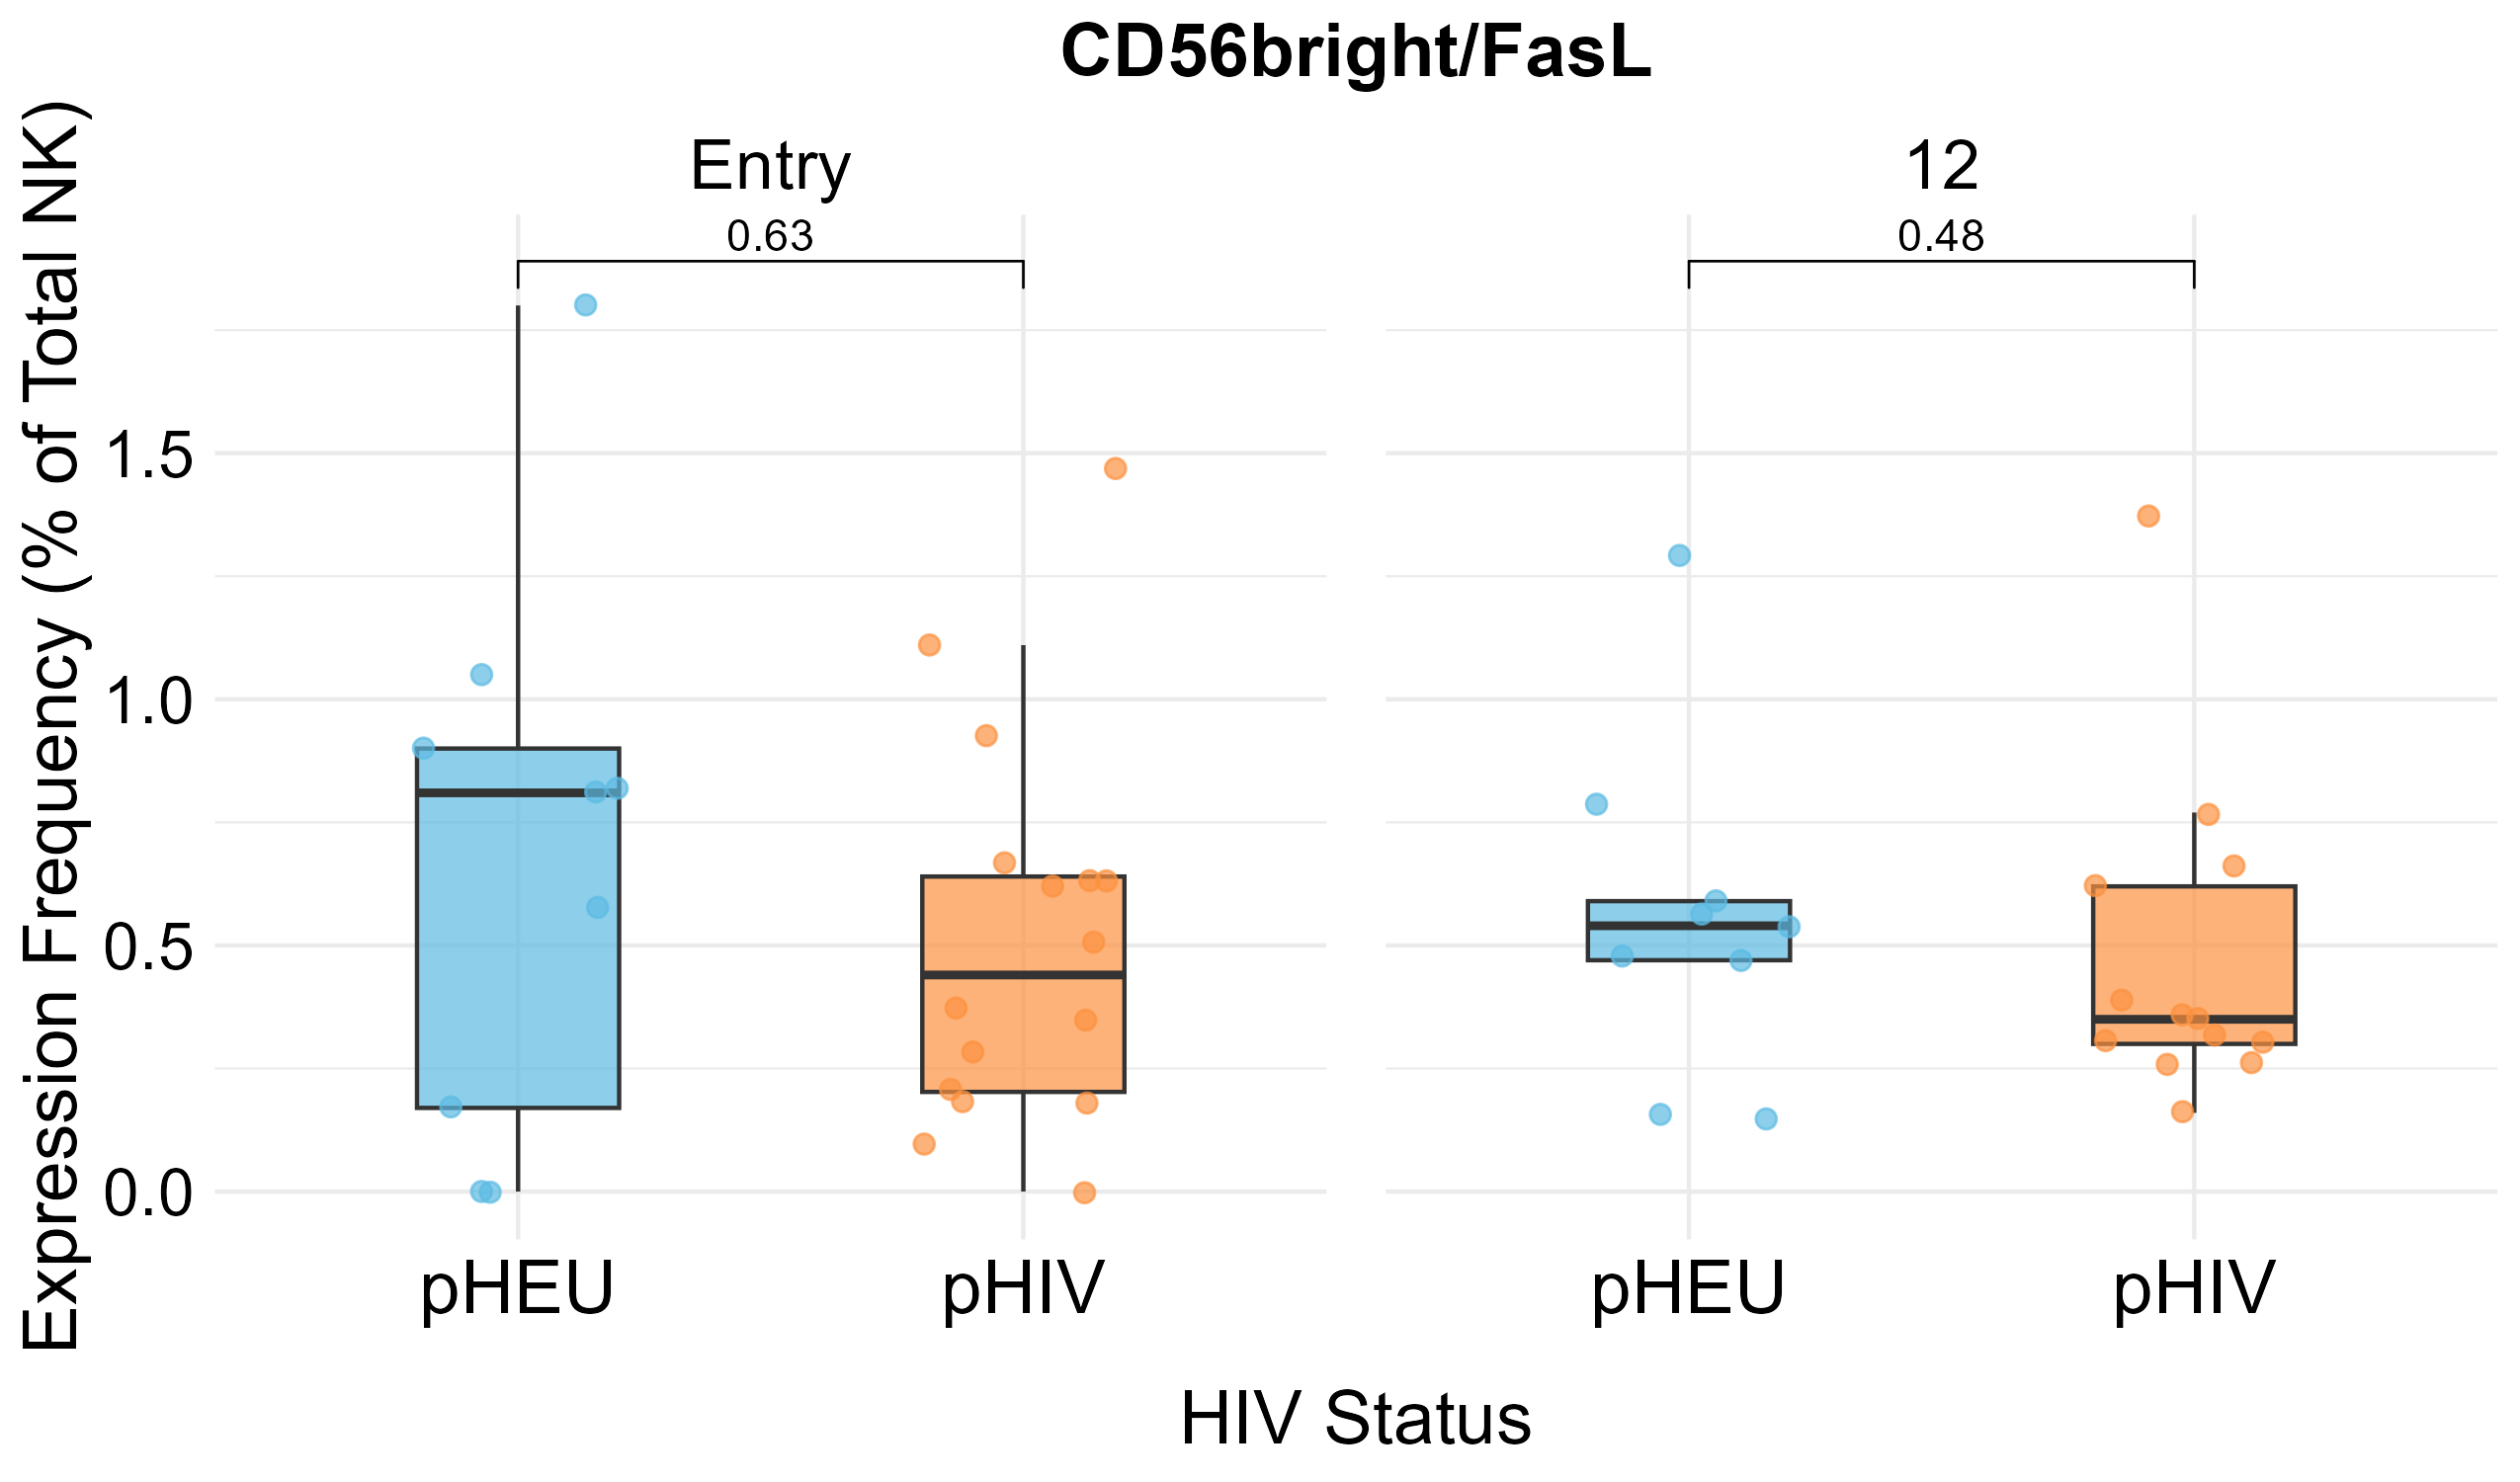 CD56bright/FasL
Entry
12
0.63
0.48
Expression Frequency (% of Total NK)
1.5
1.0
0.5
0.0
pHEU
pHIV
pHEU
pHIV
HIV Status